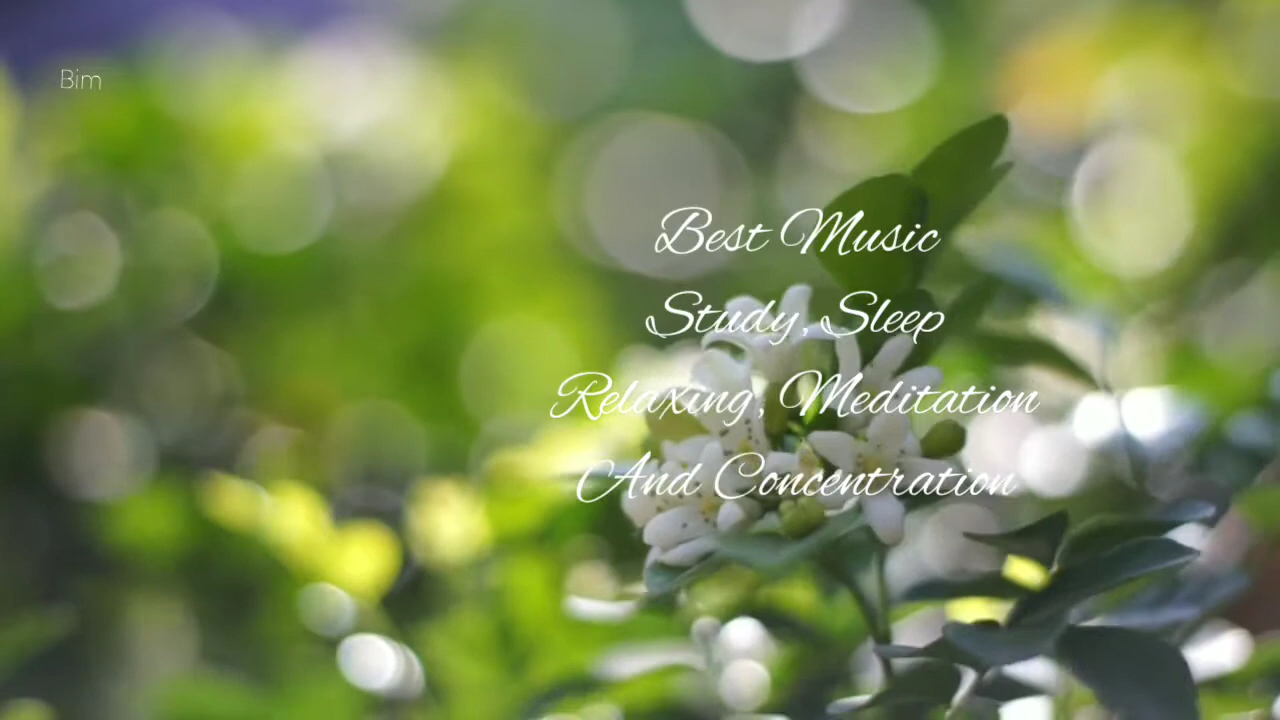 Bim
Best Music
Study, Sleep
Relaxing, Meditation
And Concentration